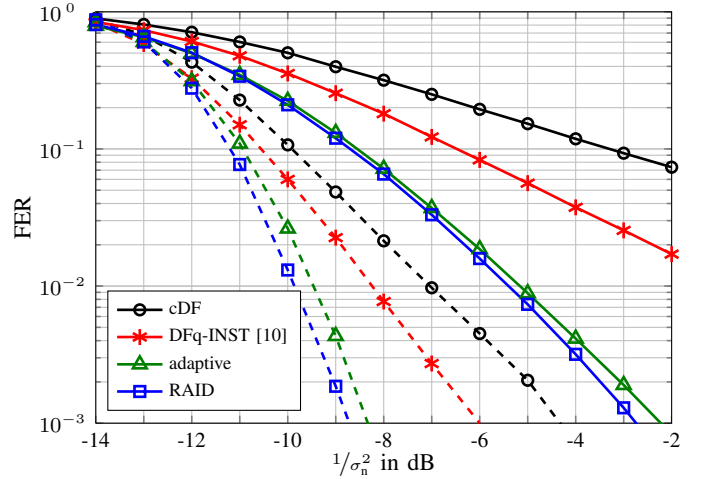 10^0
10^−1
10^−2
10^−3
FER
cDF
DFq-INST [10]
adaptive
RAID
-14 -12 -10 -8 -6 -4 -2
1/σ_n^2 in dB